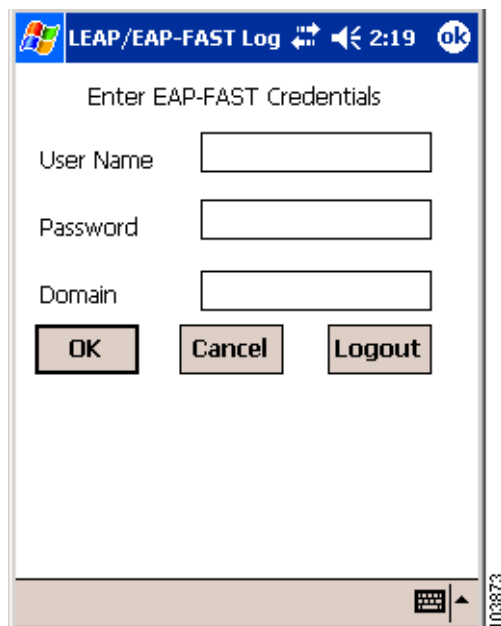 LEAP/EAP-FAST Log 2:19 ok
Enter EAP-FAST Credentials
User Name
Password
Domain
OK Cancel Logout
103873